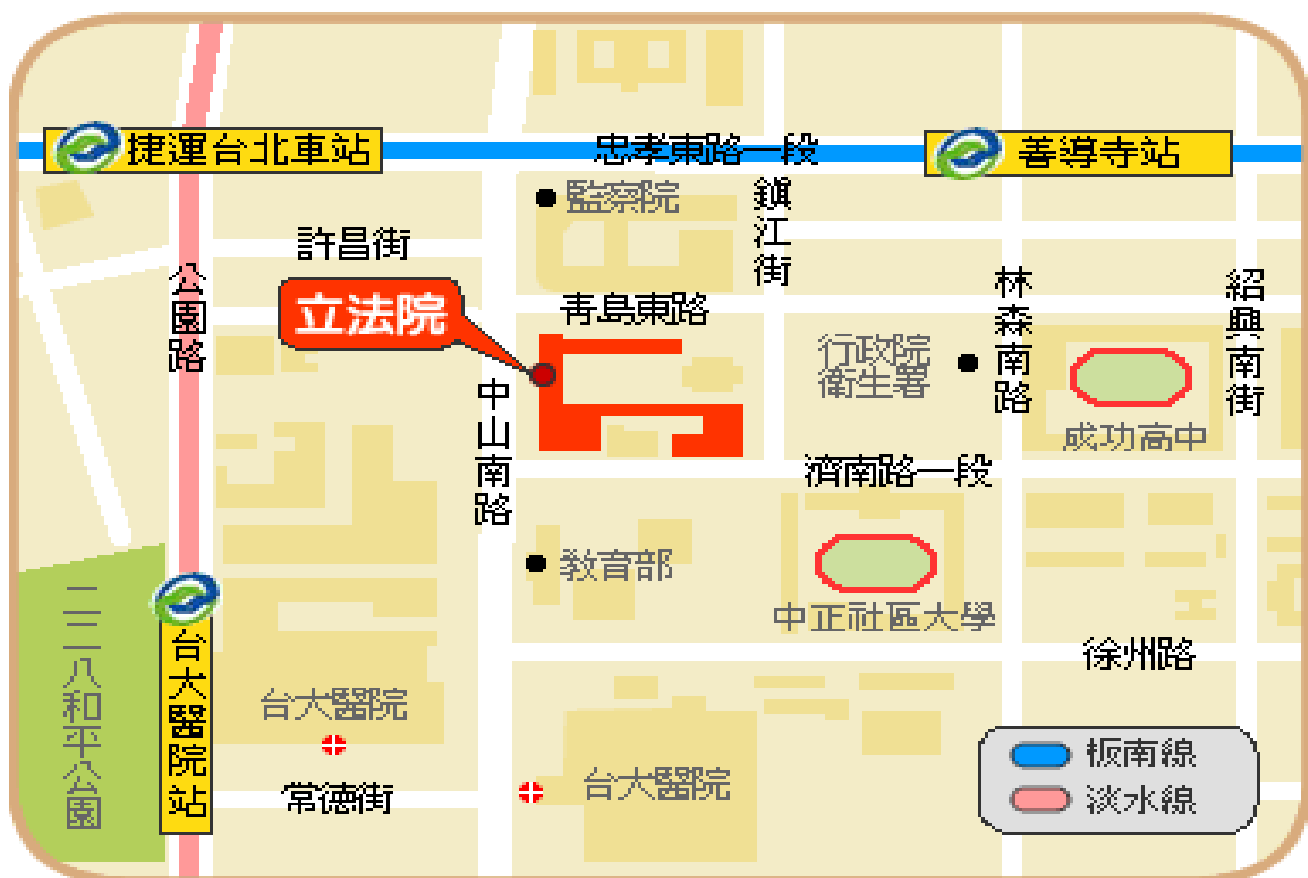 捷運台北車站
忠孝東路一段
善導寺站
監察院
鎮江街
許昌街
公園路
立法院
青島東路
中山南路
行政院
衛生署
林森南路
紹興南街
成功高中
濟南路一段
教育部
中正社區大學
二二八和平公園
台大醫院站
徐州路
台大醫院
常德街
台大醫院
板南線
淡水線